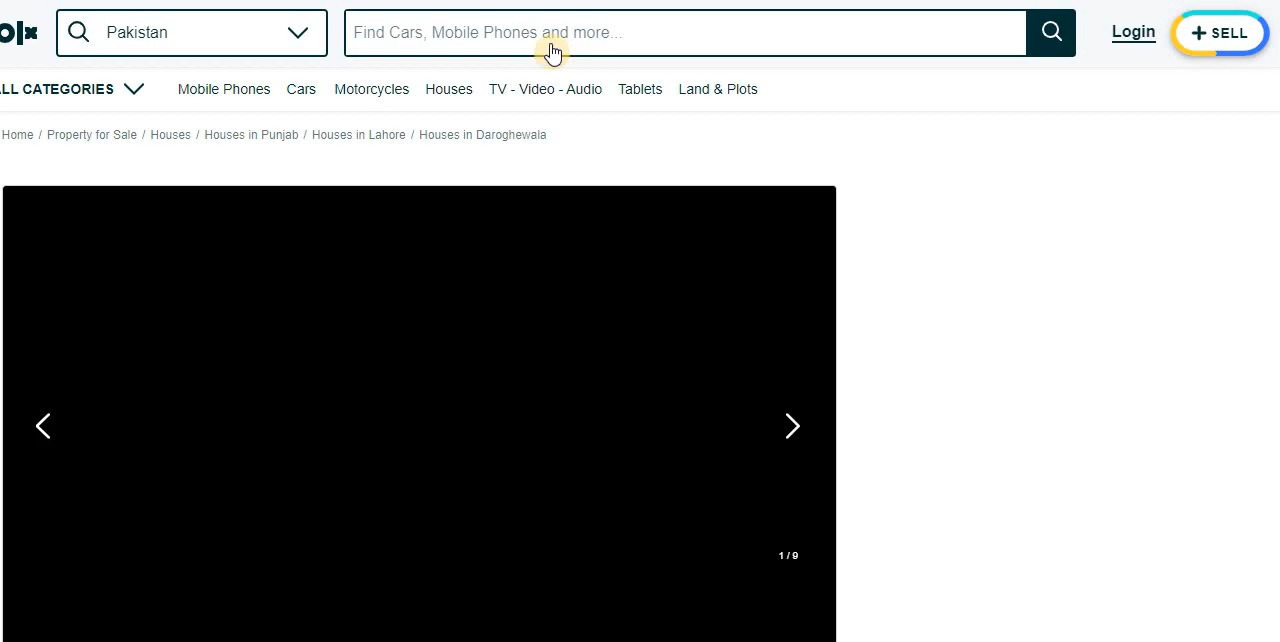 olx Pakistan Find Cars, Mobile Phones and more... Login + SELL
LL CATEGORIES Mobile Phones Cars Motorcycles Houses TV - Video - Audio Tablets Land & Plots
Home / Property for Sale / Houses / Houses in Punjab / Houses in Lahore / Houses in Daroghewala
1 / 9